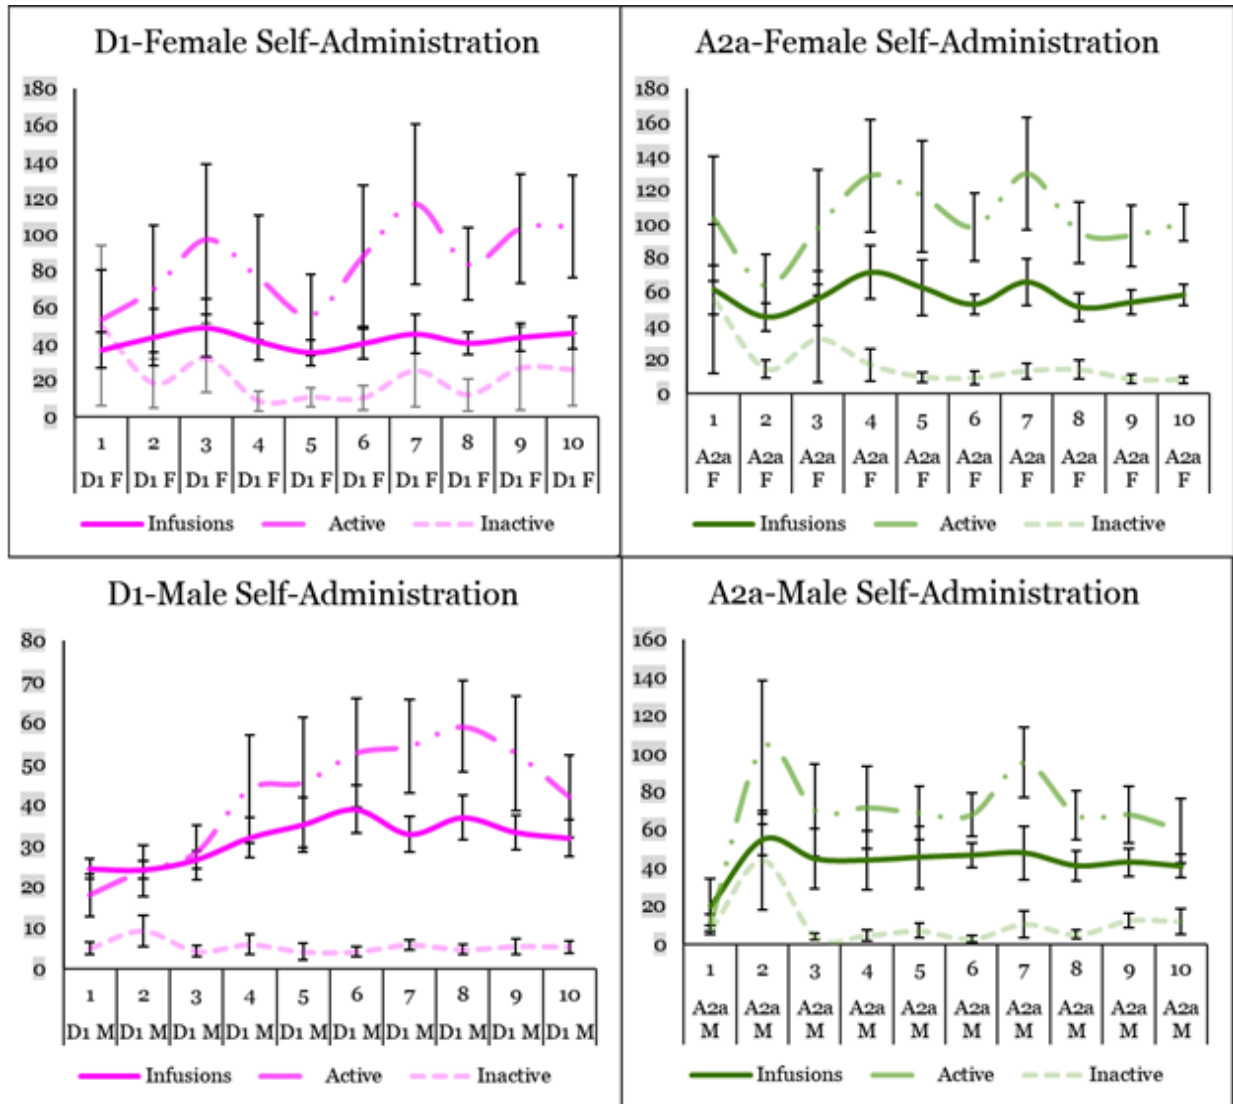 D1-Female Self-Administration
180
160
140
120
100
80
60
40
20
0
1 2 3 4 5 6 7 8 9 10
D1 F D1 F D1 F D1 F D1 F D1 F D1 F D1 F D1 F D1 F
Infusions Active Inactive
A2a-Female Self-Administration
180
160
140
120
100
80
60
40
20
0
1 2 3 4 5 6 7 8 9 10
A2a A2a A2a A2a A2a A2a A2a A2a A2a A2a
F F F F F F F F F F
Infusions Active Inactive
D1-Male Self-Administration
80
70
60
50
40
30
20
10
0
1 2 3 4 5 6 7 8 9 10
D1 M D1 M D1 M D1 M D1 M D1 M D1 M D1 M D1 M D1 M
Infusions Active Inactive
A2a-Male Self-Administration
160
140
120
100
80
60
40
20
0
1 2 3 4 5 6 7 8 9 10
A2a A2a A2a A2a A2a A2a A2a A2a A2a A2a
M M M M M M M M M M
Infusions Active Inactive